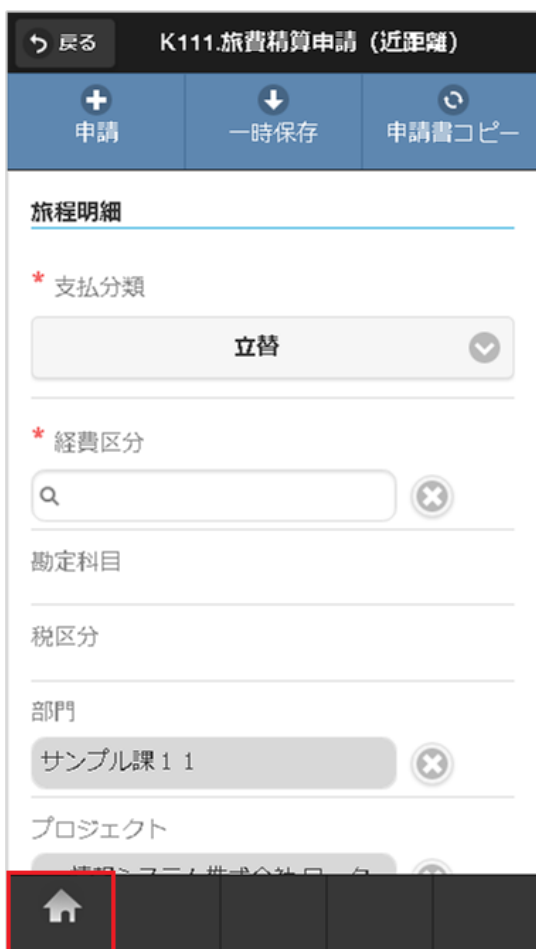 戻る K111.旅費精算申請（近距離）
申請 一時保存 申請書コピー
旅程明細
* 支払分類
立替
* 経費区分
勘定科目
税区分
部門
サンプル課１１
プロジェクト